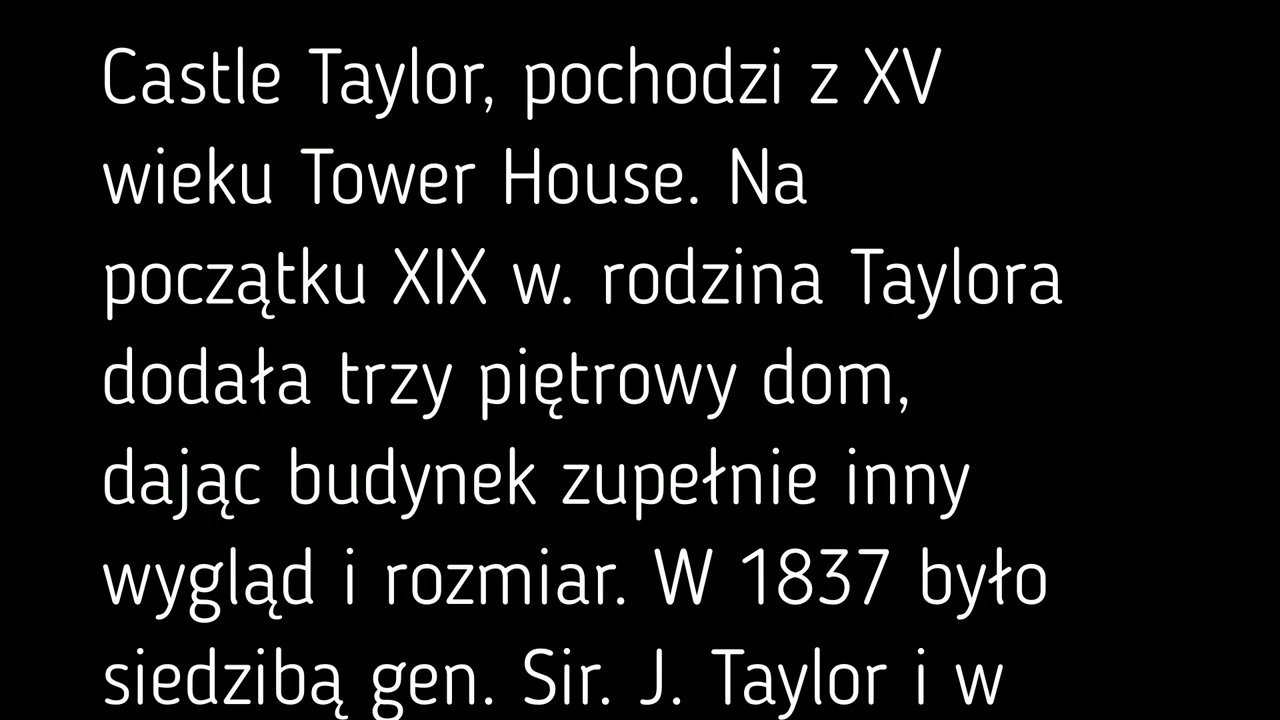 Castle Taylor, pochodzi z XV
wieku Tower House. Na
początku XIX w. rodzina Taylora
dodała trzy piętrowy dom,
dając budynek zupełnie inny
wygląd i rozmiar. W 1837 było
siedzibą gen. Sir. J. Taylor i w